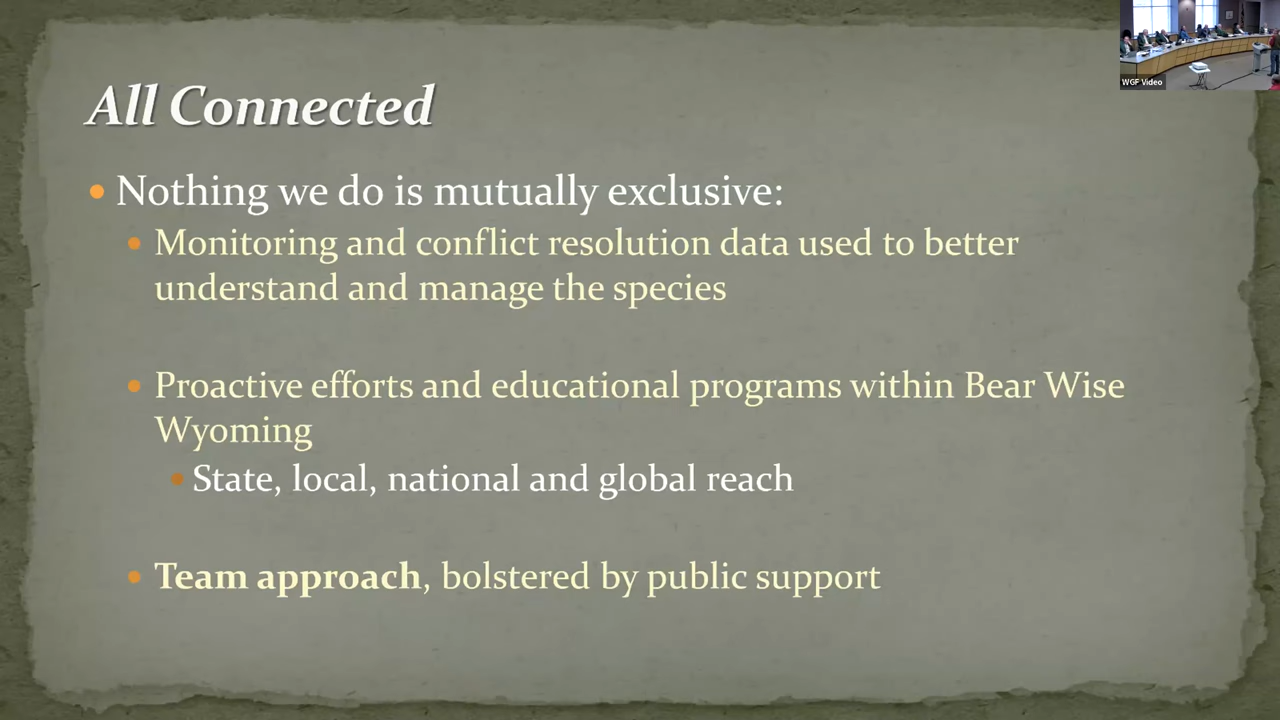 WGF Video
All Connected
Nothing we do is mutually exclusive:
Monitoring and conflict resolution data used to better
understand and manage the species
Proactive efforts and educational programs within Bear Wise
Wyoming
State, local, national and global reach
Team approach, bolstered by public support